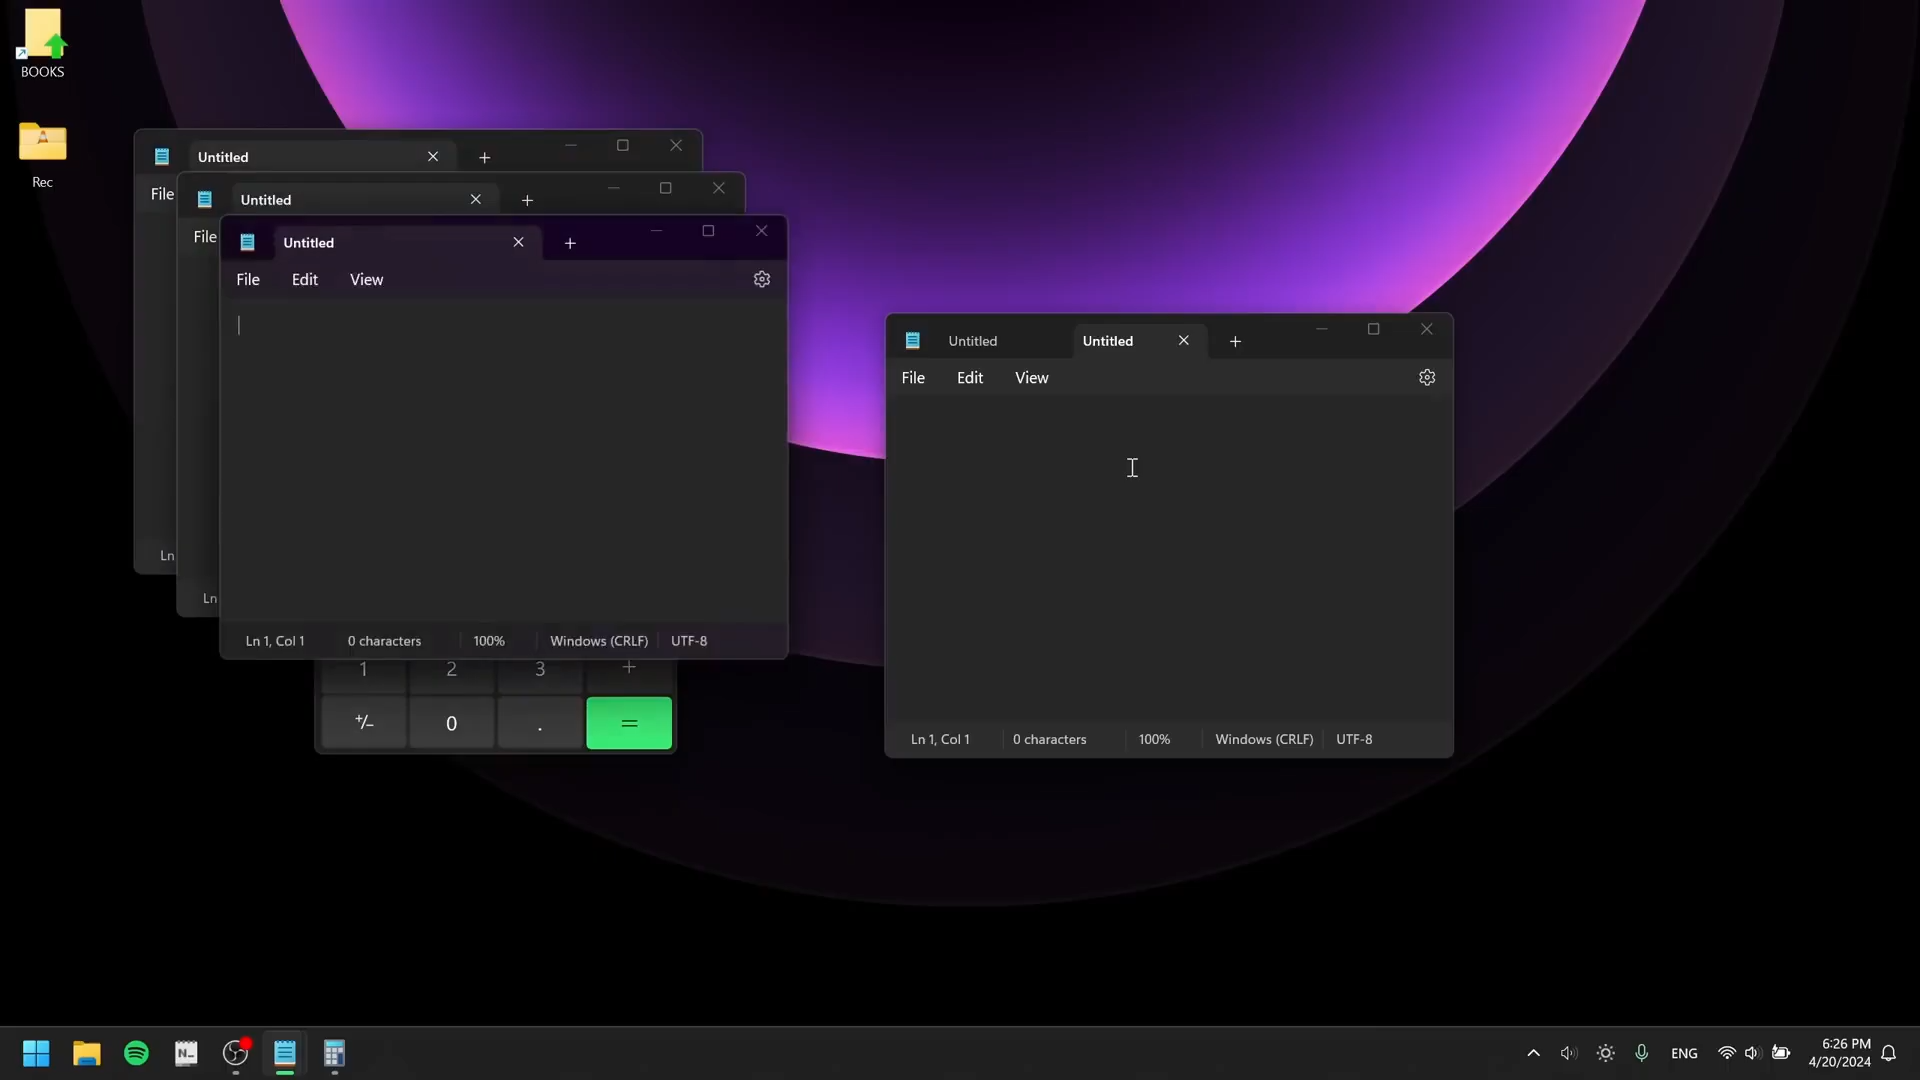 BOOKS
Rec
Untitled
File
Ln
Untitled
File
Ln
Untitled
File Edit View
Ln 1, Col 1 0 characters 100% Windows (CRLF) UTF-8
1 2 3 +
+/- 0 . =
Untitled Untitled
File Edit View
Ln 1, Col 1 0 characters 100% Windows (CRLF) UTF-8
N_
ENG
6:26 PM
4/20/2024